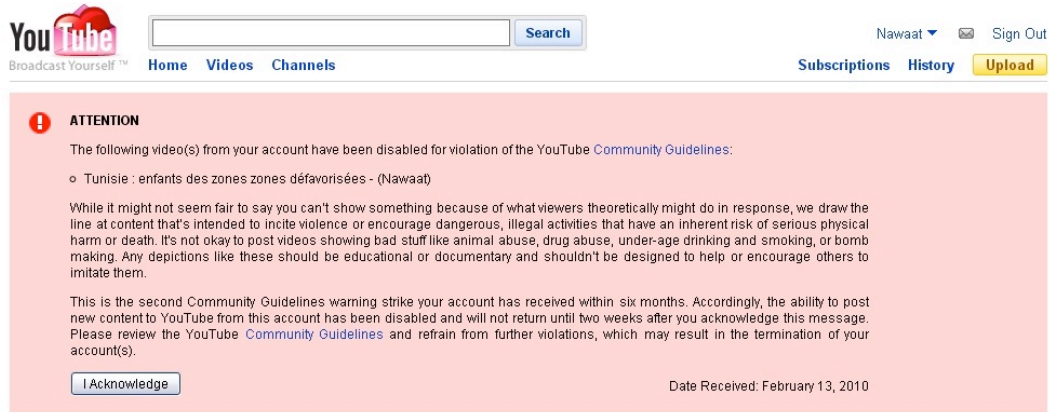 You Tube
Search
Nawaat Sign Out
Broadcast Yourself ™ Home Videos Channels
Subscriptions History Upload
ATTENTION
The following video(s) from your account have been disabled for violation of the YouTube Community Guidelines:
Tunisie : enfants des zones zones défavorisées - (Nawaat)
While it might not seem fair to say you can't show something because of what viewers theoretically might do in response, we draw the
line at content that's intended to incite violence or encourage dangerous, illegal activities that have an inherent risk of serious physical
harm or death. It's not okay to post videos showing bad stuff like animal abuse, drug abuse, under-age drinking and smoking, or bomb
making. Any depictions like these should be educational or documentary and shouldn't be designed to help or encourage others to
imitate them.
This is the second Community Guidelines warning strike your account has received within six months. Accordingly, the ability to post
new content to YouTube from this account has been disabled and will not return until two weeks after you acknowledge this message.
Please review the YouTube Community Guidelines and refrain from further violations, which may result in the termination of your
account(s).
I Acknowledge
Date Received: February 13, 2010